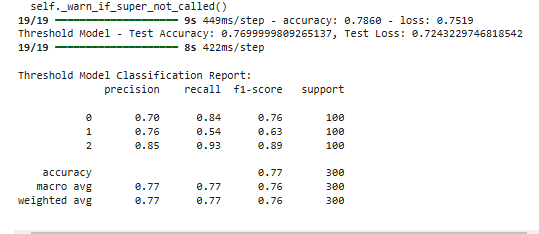 self._warn_if_super_not_called()
19/19 ━━━━━━━━━━━━━━━━━━━━ 9s 449ms/step - accuracy: 0.7860 - loss: 0.7519
Threshold Model - Test Accuracy: 0.7699999809265137, Test Loss: 0.7243229746818542
19/19 ━━━━━━━━━━━━━━━━━━━━ 8s 422ms/step
Threshold Model Classification Report:
precision recall f1-score support
0 0.70 0.84 0.76 100
1 0.76 0.54 0.63 100
2 0.85 0.93 0.89 100
accuracy 0.77 300
macro avg 0.77 0.77 0.76 300
weighted avg 0.77 0.77 0.76 300